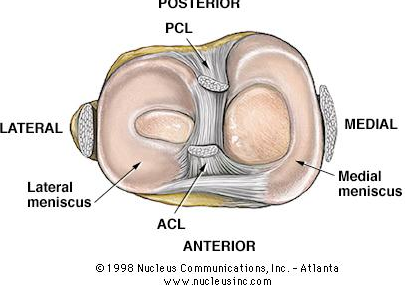 POSTERIOR
PCL
LATERAL
MEDIAL
Lateral
meniscus
Medial
meniscus
ACL
ANTERIOR
©1998 Nucleus Communications, Inc. - Atlanta
www.nucleusinc.com